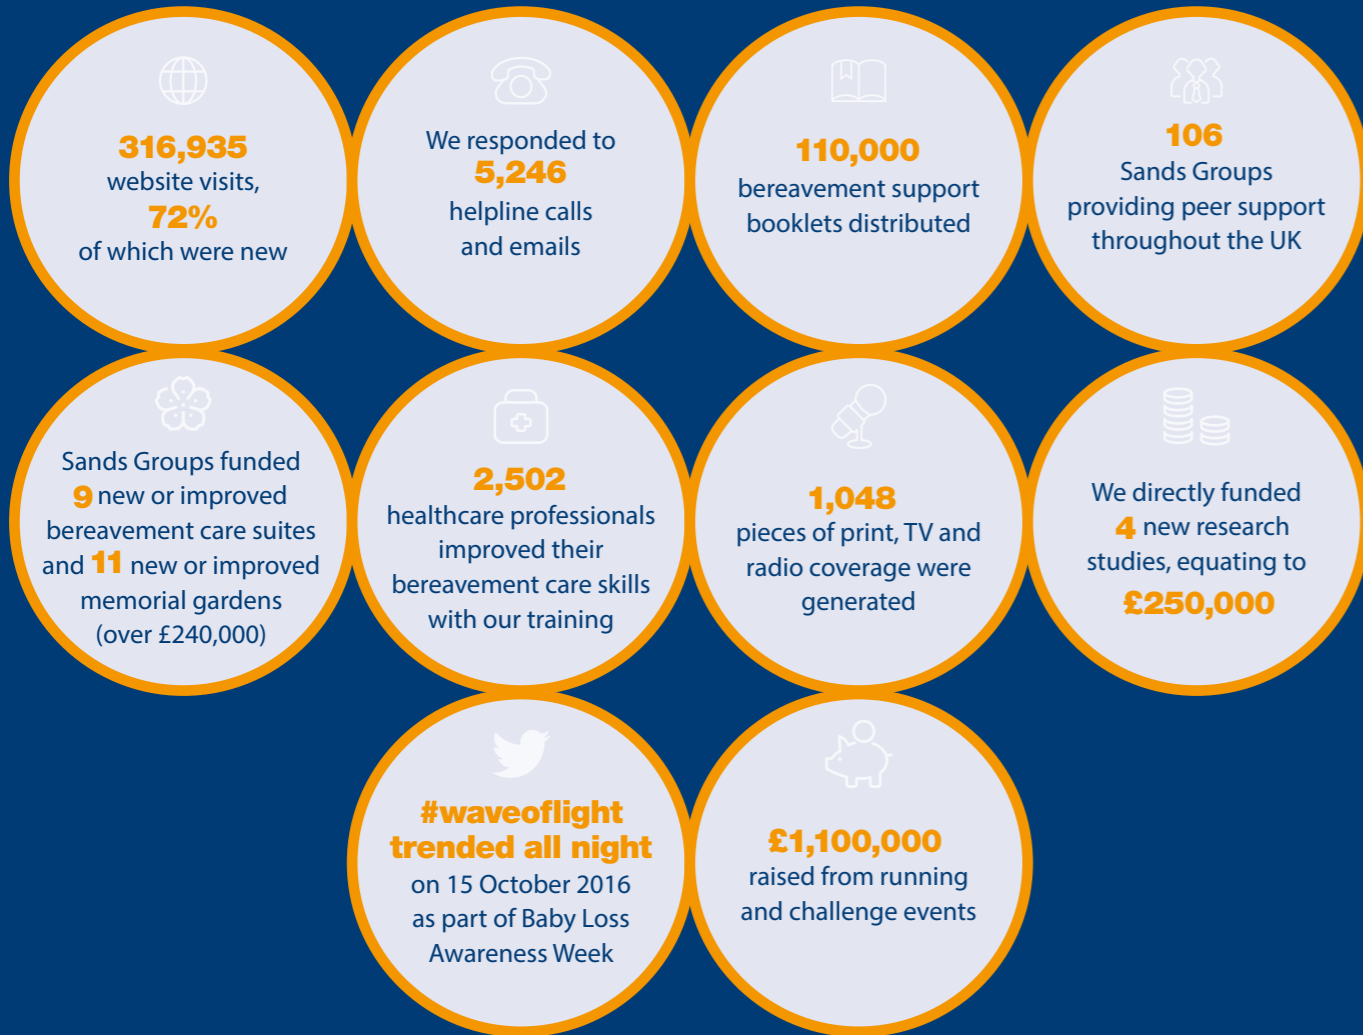 316,935
website visits,
72%
of which were new
We responded to
5,246
helpline calls
and emails
110,000
bereavement support
booklets distributed
106
Sands Groups
providing peer support
throughout the UK
Sands Groups funded
9 new or improved
bereavement care suites
and 11 new or improved
memorial gardens
(over £240,000)
2,502
healthcare professionals
improved their
bereavement care skills
with our training
1,048
pieces of print, TV and
radio coverage were
generated
We directly funded
4 new research
studies, equating to
£250,000
#waveoflight
trended all night
on 15 October 2016
as part of Baby Loss
Awareness Week
£1,100,000
raised from running
and challenge events